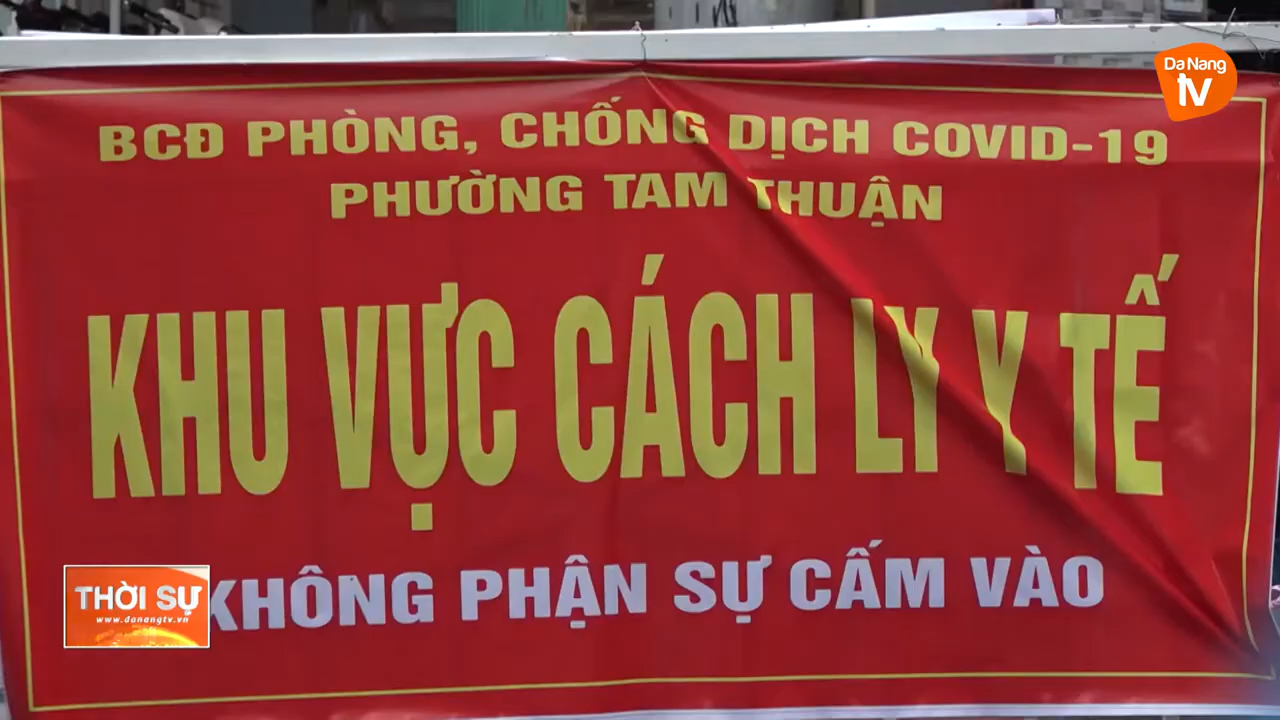 Da Nang
tv
BCĐ PHÒNG, CHỐNG DỊCH COVID-19
PHƯỜNG TAM THUẬN
KHU VỰC CÁCH LY Y TẾ
KHÔNG PHẬN SỰ CẤM VÀO
THỜI SỰ
www.danangtv.vn